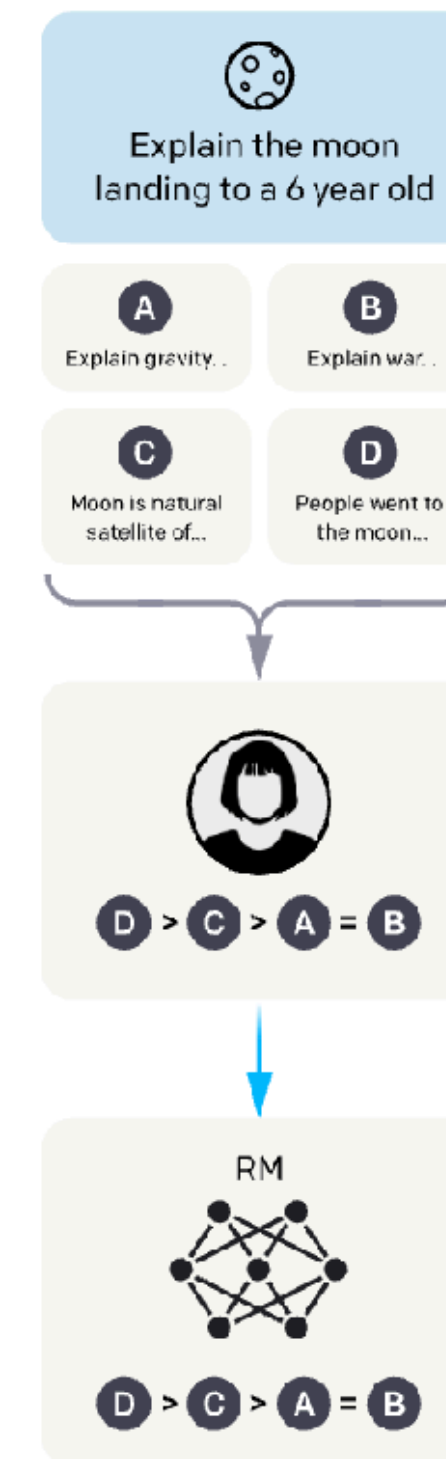 Explain the moon
landing to a 6 year old
A
B
Explain gravity...
Explain war...
C
D
Moon is natural
satellite of...
People went to
the moon...
D > C > A = B
RM
D > C > A = B